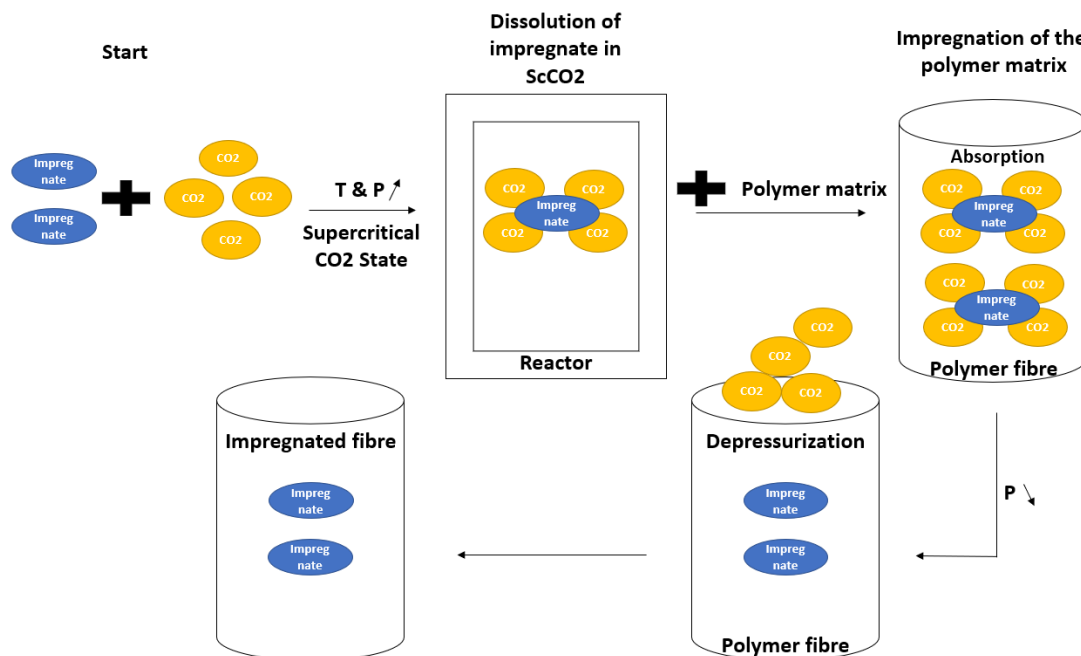 Start
Impreg
nate
Impreg
nate
CO2
CO2
CO2
CO2
T & P
Supercritical
CO2 State
Dissolution of
impregnate in
ScCO2
CO2
CO2
Impreg
nate
CO2
CO2
Reactor
Polymer matrix
Impregnation of the
polymer matrix
Absorption
CO2
CO2
Impreg
nate
CO2
CO2
CO2
CO2
Impreg
nate
CO2
CO2
Polymer fibre
P
CO2
CO2
CO2
CO2
Depressurization
Impreg
nate
Impreg
nate
Polymer fibre
Impregnated fibre
Impreg
nate
Impreg
nate